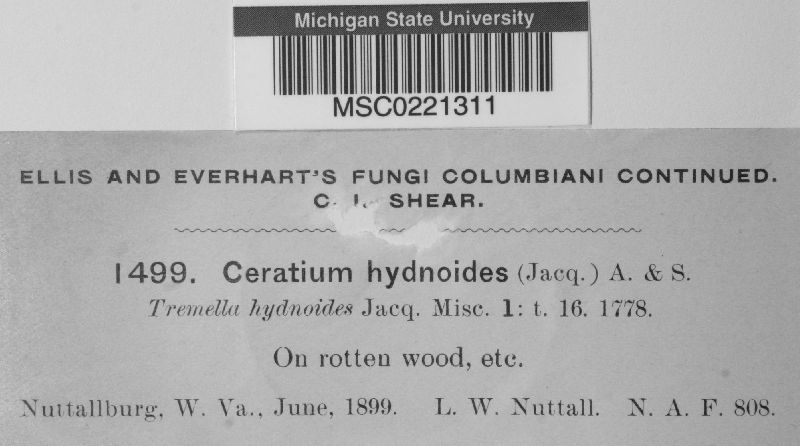 Michigan State University
MSC0221311
ELLIS AND EVERHART'S FUNGI COLUMBIANI CONTINUED.
C. L. SHEAR.
1499. Ceratium hydnoides (Jacq.) A. & S.
Tremella hydnoides Jacq. Misc. 1: t. 16. 1778.
On rotten wood, etc.
Nuttallburg, W. Va., June, 1899. L. W. Nuttall. N. A. F. 808.